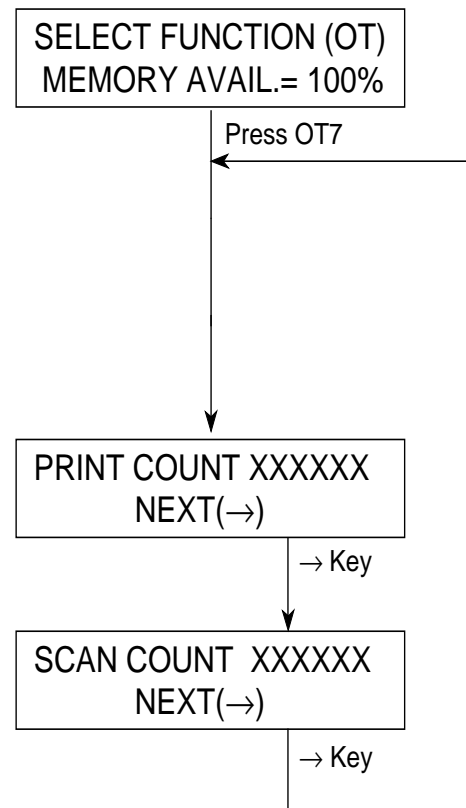 SELECT FUNCTION (OT)
MEMORY AVAIL.= 100%
Press OT7
PRINT COUNT XXXXXX
NEXT(→)
→ Key
SCAN COUNT XXXXXX
NEXT(→)
→ Key